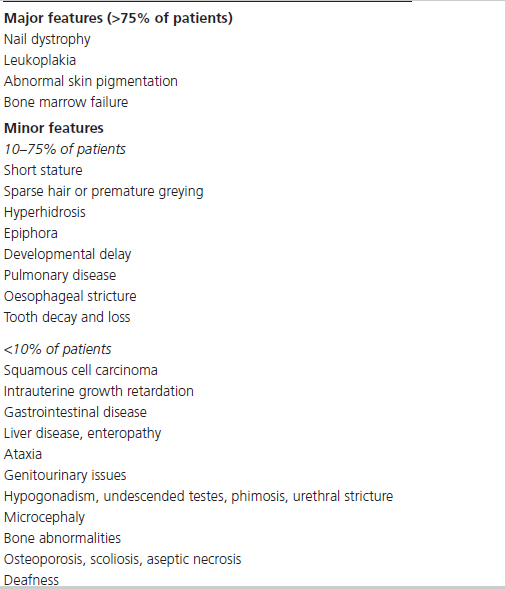 Major features (>75% of patients)
Nail dystrophy
Leukoplakia
Abnormal skin pigmentation
Bone marrow failure
Minor features
10–75% of patients
Short stature
Sparse hair or premature greying
Hyperhidrosis
Epiphora
Developmental delay
Pulmonary disease
Oesophageal stricture
Tooth decay and loss
<10% of patients
Squamous cell carcinoma
Intrauterine growth retardation
Gastrointestinal disease
Liver disease, enteropathy
Ataxia
Genitourinary issues
Hypogonadism, undescended testes, phimosis, urethral stricture
Microcephaly
Bone abnormalities
Osteoporosis, scoliosis, aseptic necrosis
Deafness